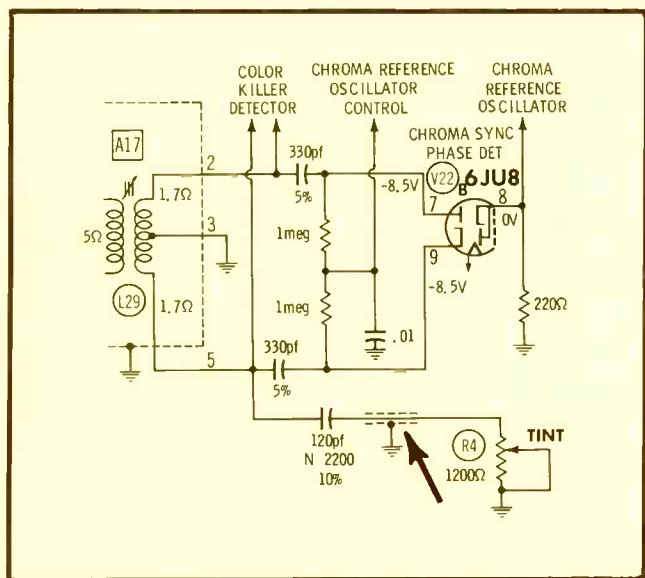 COLOR
KILLER
DETECTOR
CHROMA REFERENCE
OSCILLATOR
CONTROL
CHROMA
REFERENCE
OSCILLATOR
CHROMA SYNC
PHASE DET
V22 B 6JU8
A17
2
330pf
5%
-8.5V
7
8
0V
1.7Ω
3
5Ω
1meg
9
-8.5V
L29
1.7Ω
1meg
.01
220Ω
5
330pf
5%
120pf
N 2200
10%
R4
1200Ω
TINT